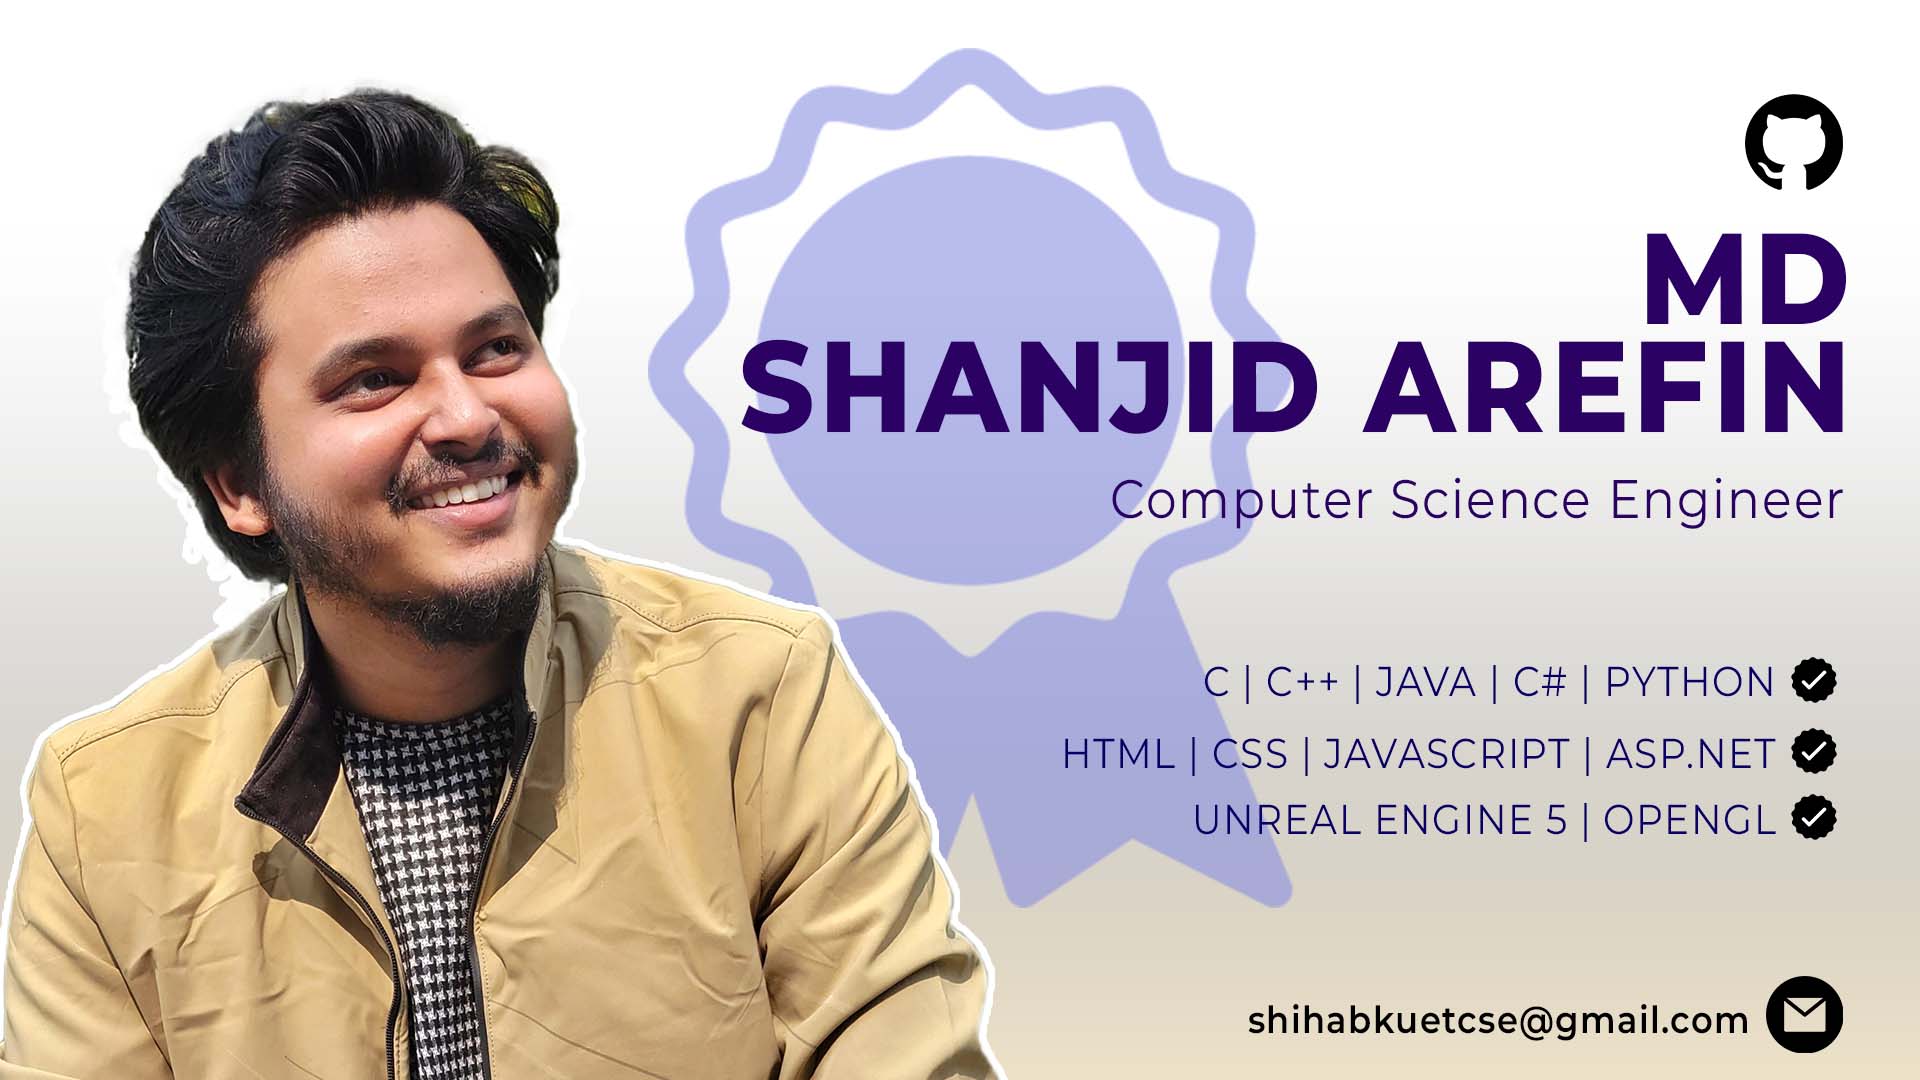 MD
SHANJID AREFIN
Computer Science Engineer
C | C++ | JAVA | C# | PYTHON
HTML | CSS | JAVASCRIPT | ASP.NET
UNREAL ENGINE 5 | OPENGL
shihabkuetcse@gmail.com